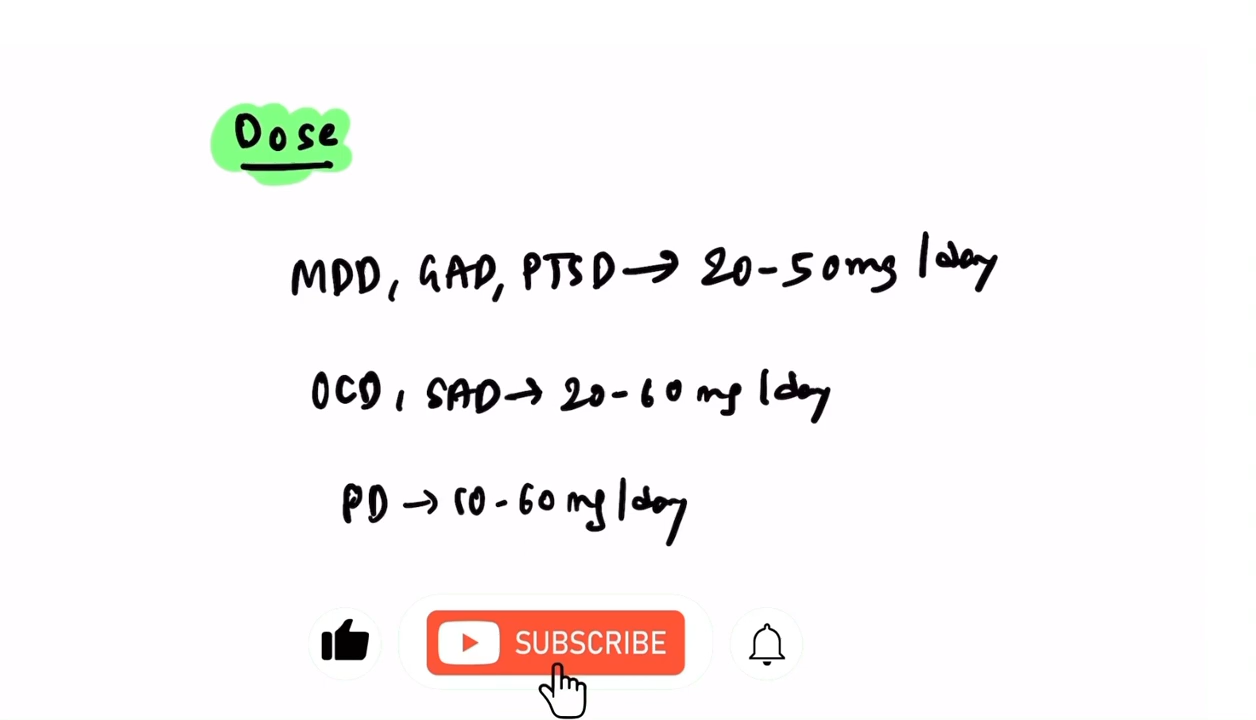 Dose
MDD, GAD, PTSD → 20-50mg/day
OCD, SAD → 20-60 mg/day
PD → 10-60 mg/day
SUBSCRIBE